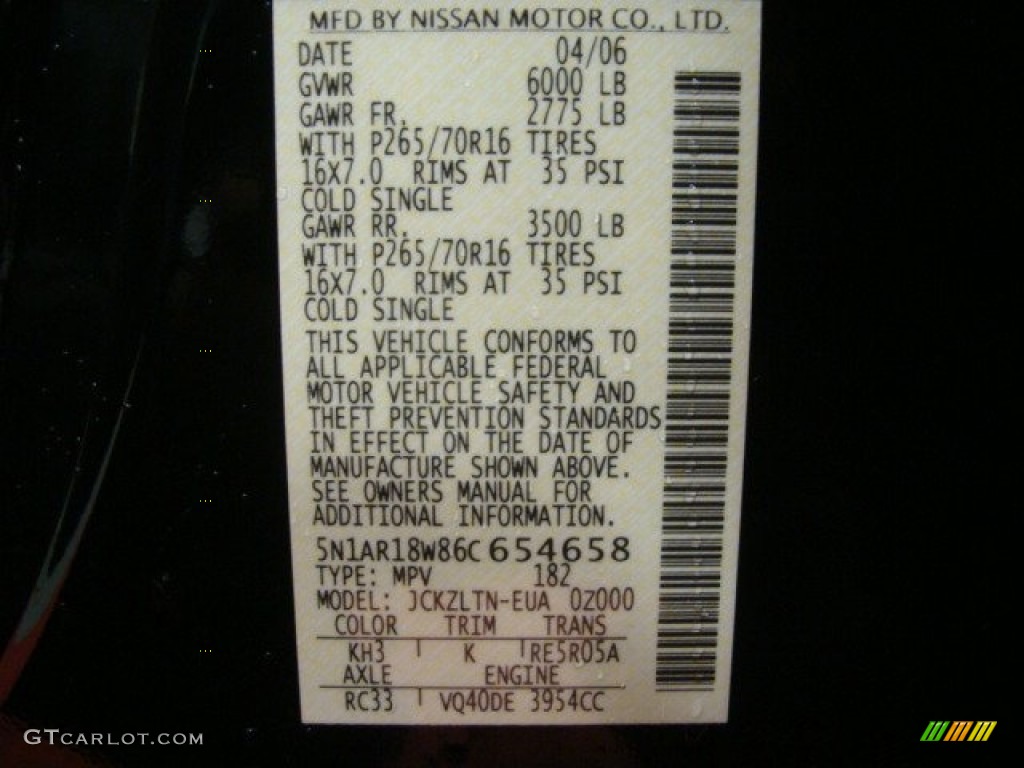 MFD BY NISSAN MOTOR CO., LTD.
DATE 04/06
GVWR 6000 LB
GAWR FR. 2775 LB
WITH P265/70R16 TIRES
16X7.0 RIMS AT 35 PSI
COLD SINGLE
GAWR RR. 3500 LB
WITH P265/70R16 TIRES
16X7.0 RIMS AT 35 PSI
COLD SINGLE
THIS VEHICLE CONFORMS TO
ALL APPLICABLE FEDERAL
MOTOR VEHICLE SAFETY AND
THEFT PREVENTION STANDARDS
IN EFFECT ON THE DATE OF
MANUFACTURE SHOWN ABOVE.
SEE OWNERS MANUAL FOR
ADDITIONAL INFORMATION.
5N1AR18W86C654658
TYPE: MPV 182
MODEL: JCKZLTN-EUA 0Z000
COLOR TRIM TRANS
KH3 K RE5R05A
AXLE ENGINE
RC33 VQ40DE 3954CC
GTCARLOT.COM